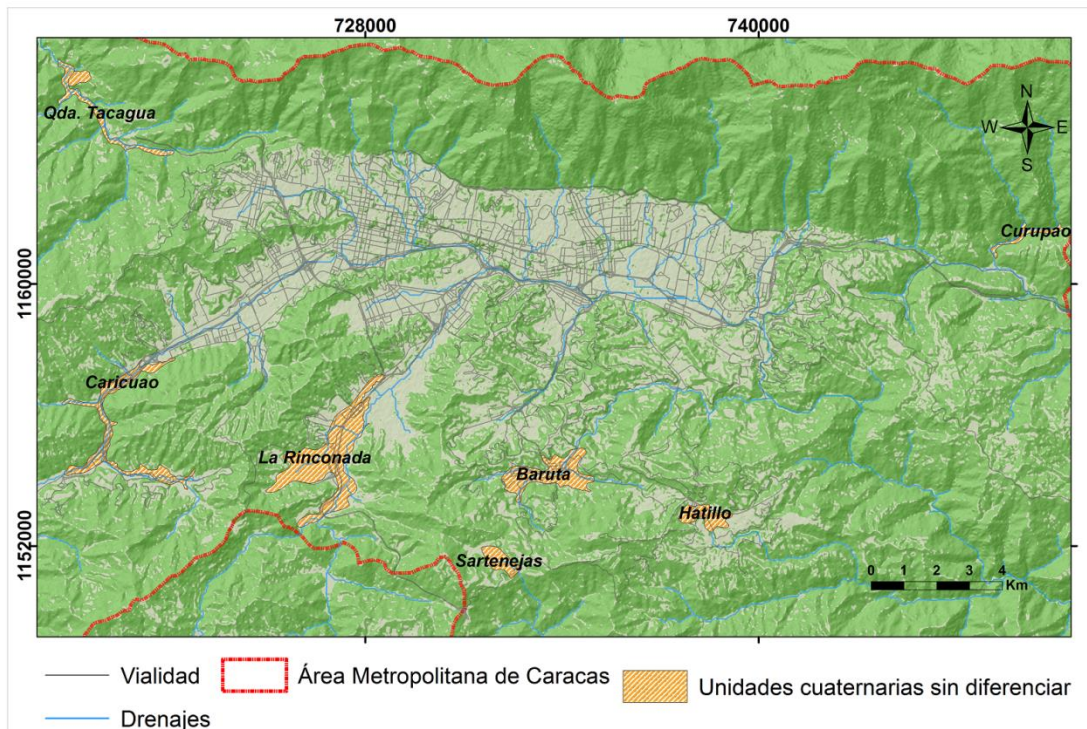 728000
740000
N
W E
S
Qda. Tacagua
Curupao
1160000
Caricuao
La Rinconada
Baruta
Hatillo
1152000
Sartenejas
0 1 2 3 4
Km
Vialidad
Área Metropolitana de Caracas
Unidades cuaternarias sin diferenciar
Drenajes